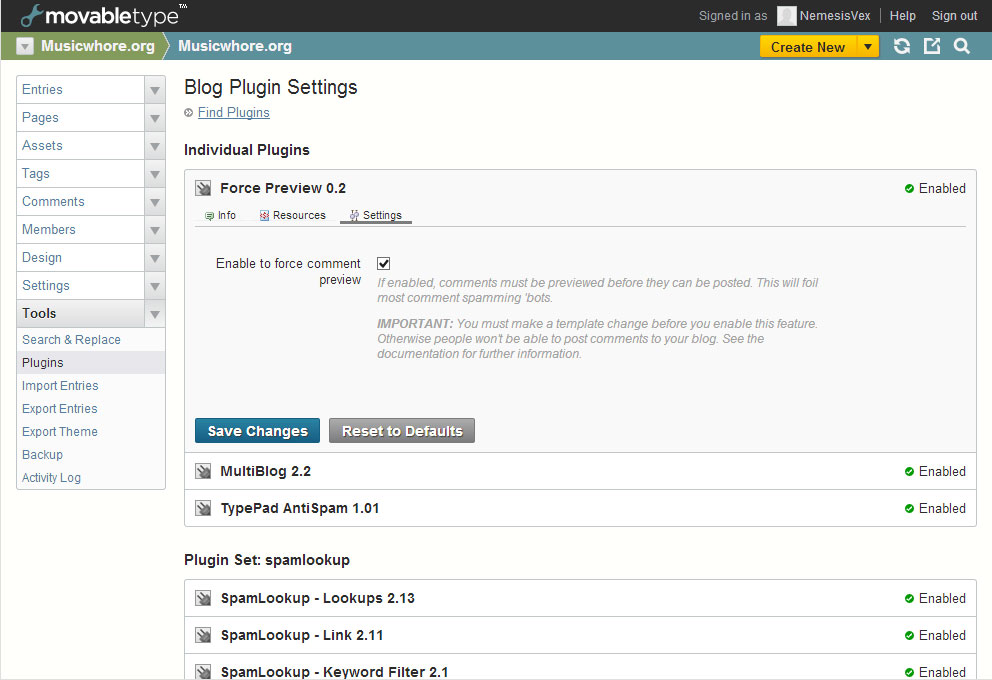 movabletype™
Signed in as NemesisVex Help Sign out
Musicwhore.org Musicwhore.org
Create New
Entries
Pages
Assets
Tags
Comments
Members
Design
Settings
Tools
Search & Replace
Plugins
Import Entries
Export Entries
Export Theme
Backup
Activity Log
Blog Plugin Settings
Find Plugins
Individual Plugins
Force Preview 0.2 Enabled
Info Resources Settings
Enable to force comment
preview
If enabled, comments must be previewed before they can be posted. This will foil
most comment spamming 'bots.
IMPORTANT: You must make a template change before you enable this feature.
Otherwise people won't be able to post comments to your blog. See the
documentation for further information.
Save Changes Reset to Defaults
MultiBlog 2.2 Enabled
TypePad AntiSpam 1.01 Enabled
Plugin Set: spamlookup
SpamLookup - Lookups 2.13 Enabled
SpamLookup - Link 2.11 Enabled
SpamLookup - Keyword Filter 2.1 Enabled